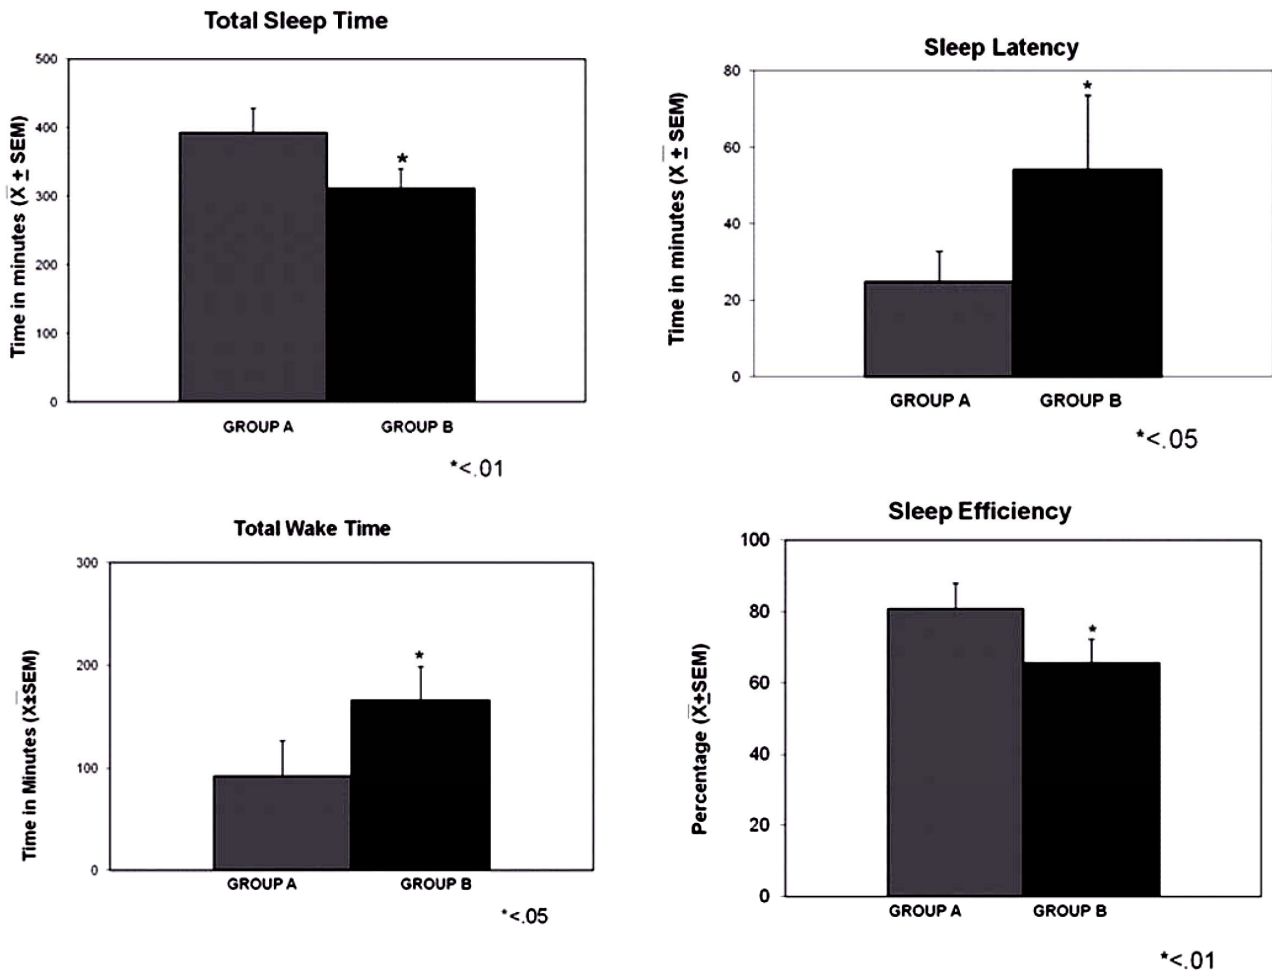 Total Sleep Time
500
400
300
200
100
0
Time in minutes (X̅ ± SEM)
*
GROUP A GROUP B
*<.01
Sleep Latency
80
60
40
20
0
Time in minutes (X̅ ± SEM)
*
GROUP A GROUP B
*<.05
Total Wake Time
300
200
100
0
Time in Minutes (X̅±SEM)
*
GROUP A GROUP B
*<.05
Sleep Efficiency
100
80
60
40
20
0
Percentage (X̅±SEM)
*
GROUP A GROUP B
*<.01